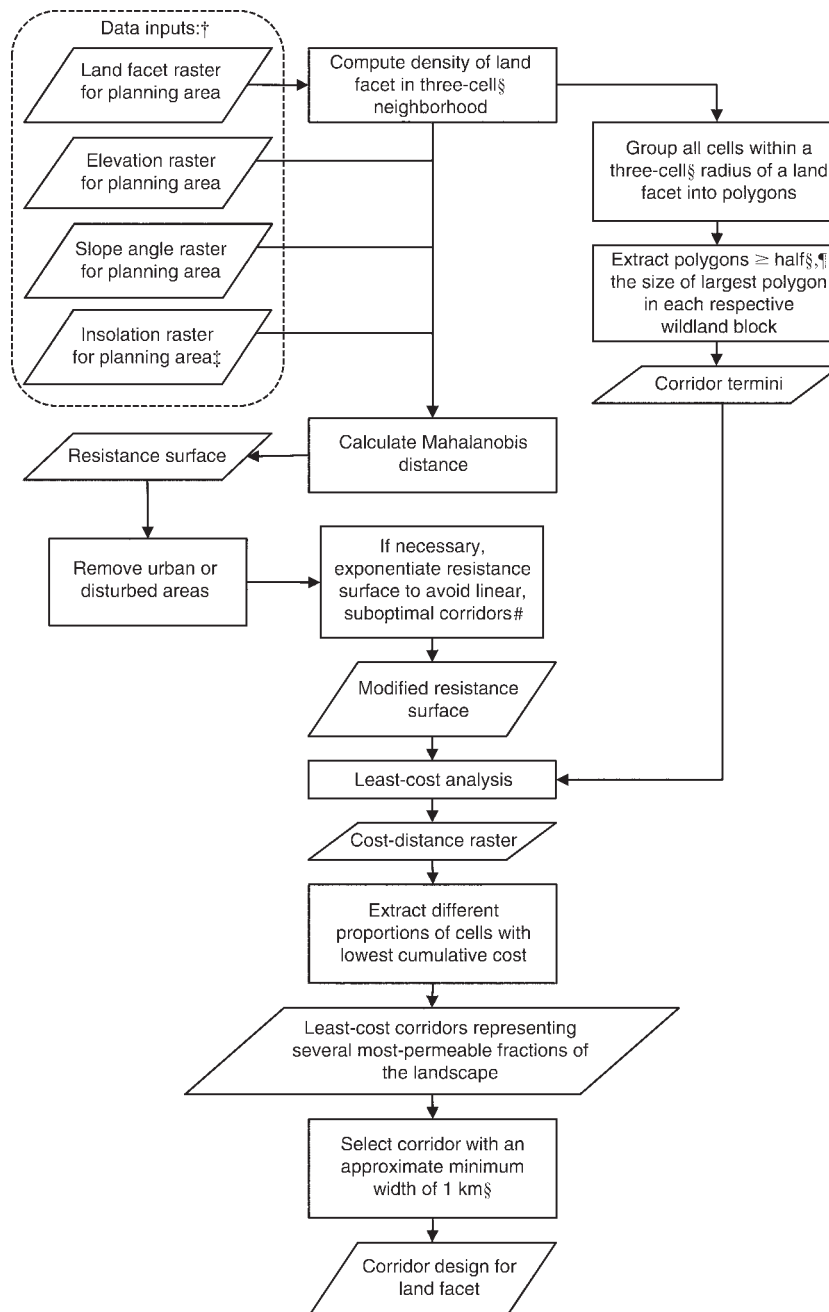 Data inputs:†
Land facet raster
for planning area
Elevation raster
for planning area
Slope angle raster
for planning area
Insolation raster
for planning area‡
Compute density of land
facet in three-cell§
neighborhood
Group all cells within a
three-cell§ radius of a land
facet into polygons
Extract polygons ≥ half§,¶
the size of largest polygon
in each respective
wildland block
Corridor termini
Calculate Mahalanobis
distance
Resistance surface
Remove urban or
disturbed areas
If necessary,
exponentiate resistance
surface to avoid linear,
suboptimal corridors#
Modified resistance
surface
Least-cost analysis
Cost-distance raster
Extract different
proportions of cells with
lowest cumulative cost
Least-cost corridors representing
several most-permeable fractions of
the landscape
Select corridor with an
approximate minimum
width of 1 km§
Corridor design for
land facet